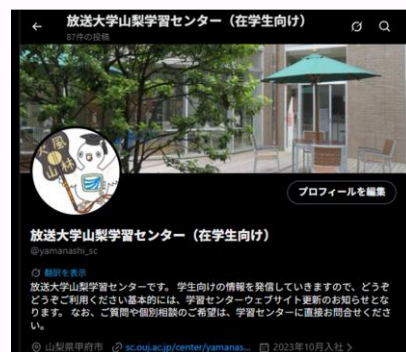 放送大学山梨学習センター（在学生向け）
87件の投稿
風
山林
プロフィールを編集
放送大学山梨学習センター（在学生向け）
@yamanashi_sc
翻訳を表示
放送大学山梨学習センターです。 学生向けの情報を発信していきますので、どうぞ
どうぞご利用ください基本的には、学習センターウェブサイト更新のお知らせとな
ります。 なお、ご質問や個別相談のご希望は、学習センターに直接お問合せくださ
い。
山梨県甲府市 sc.ouj.ac.jp/center/yamanas... 2023年10月入社